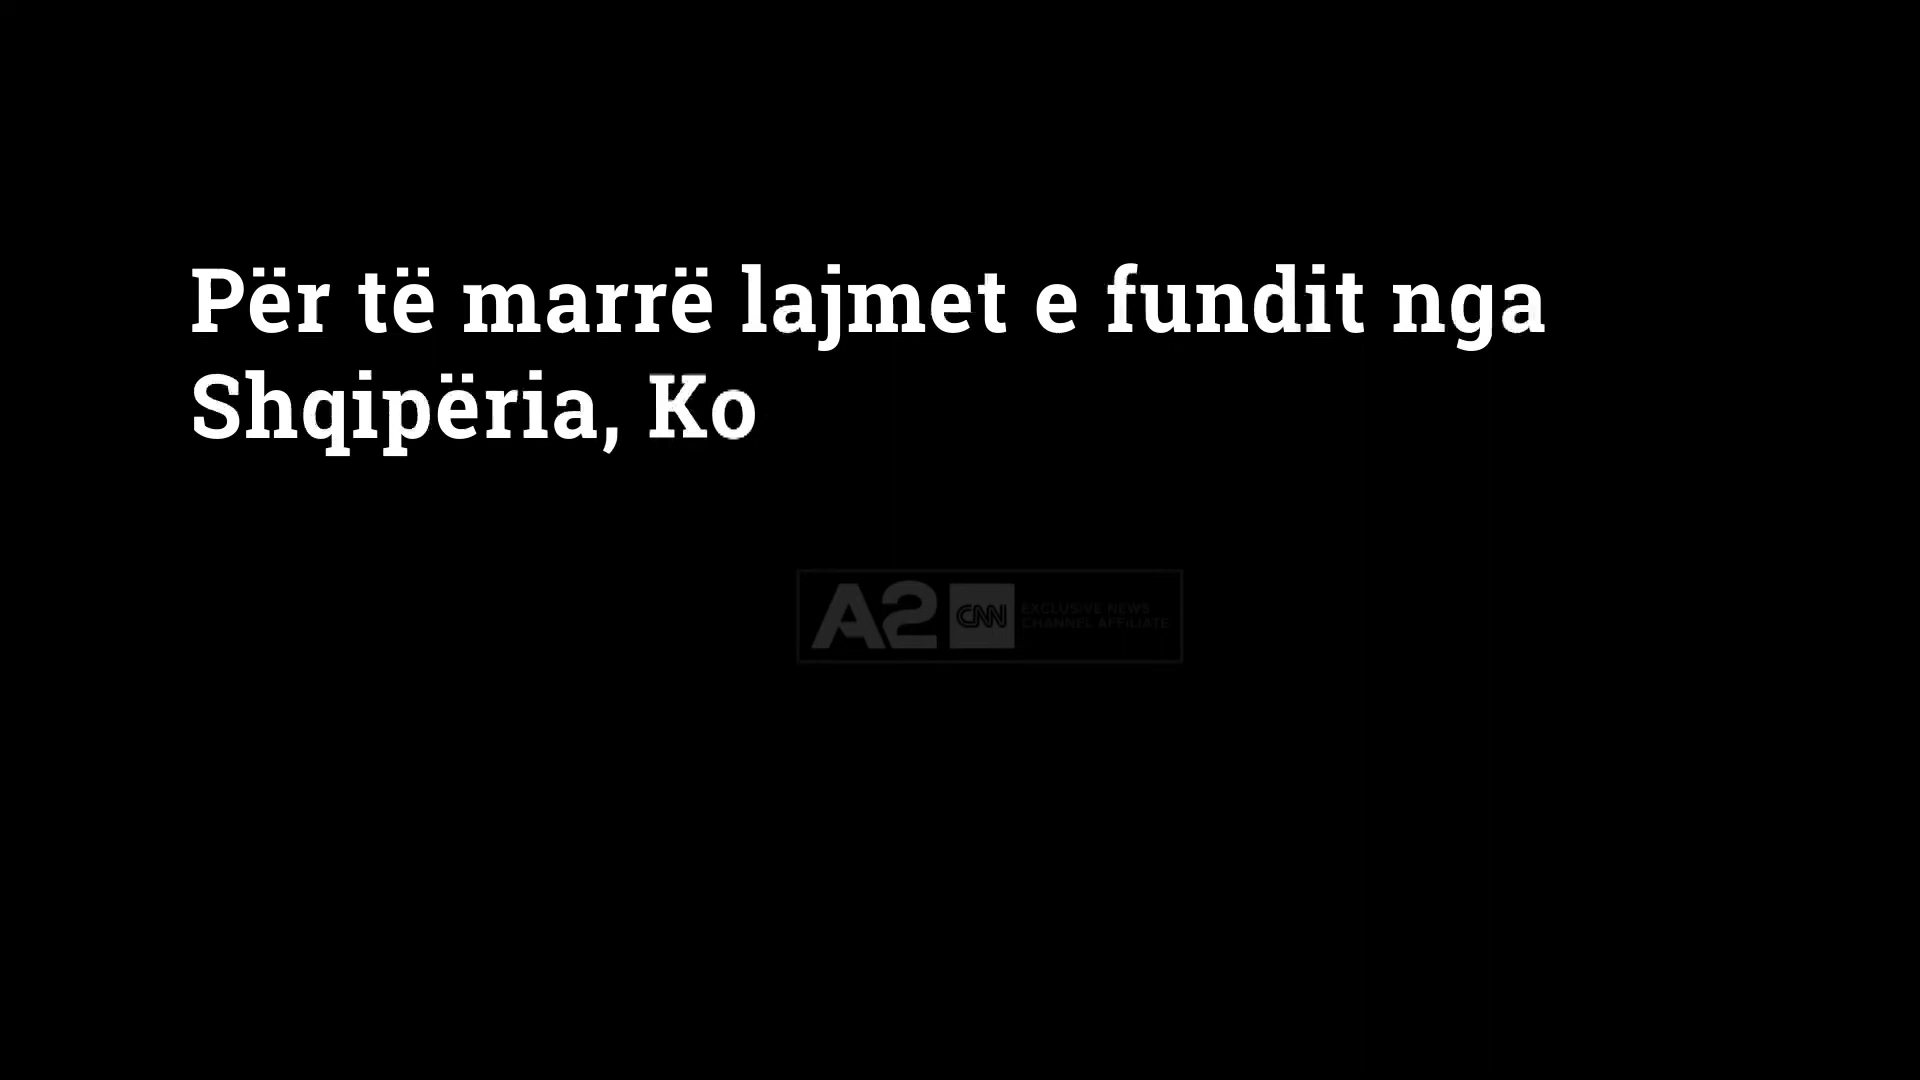 Për të marrë lajmet e fundit nga
Shqipëria, Ko
A2 CNN EXCLUSIVE NEWS
CHANNEL AFFILIATE